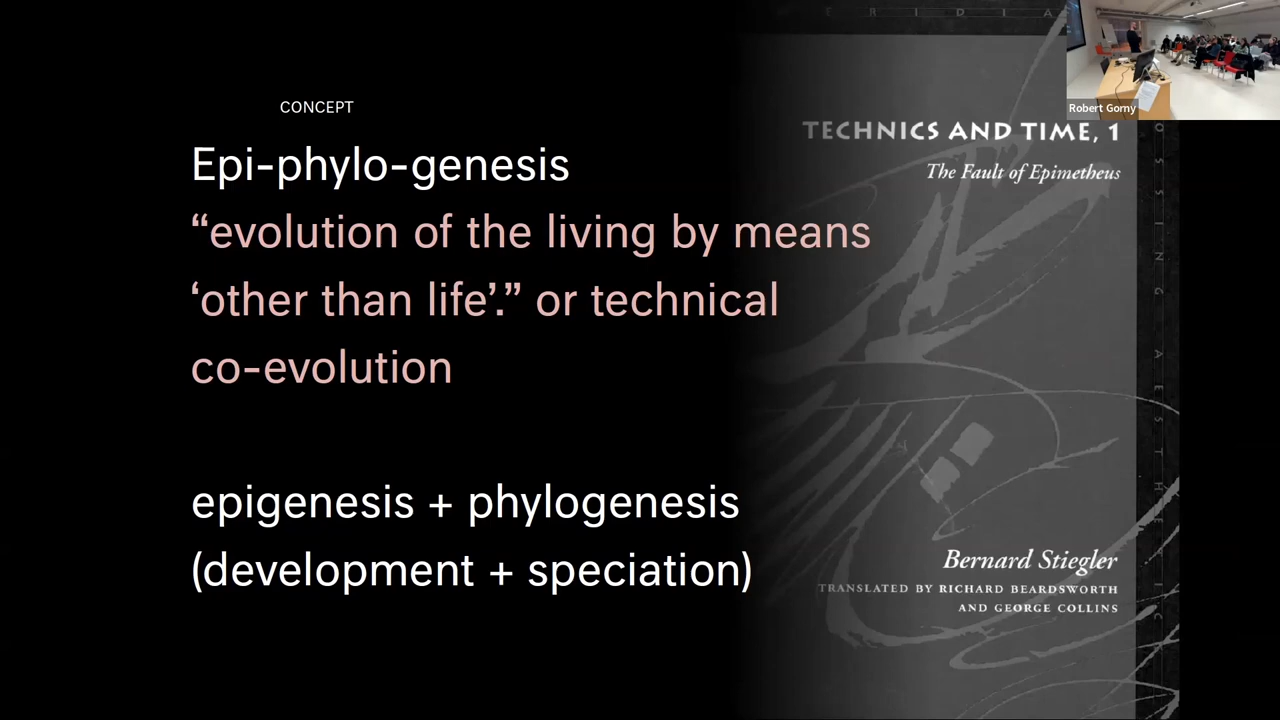 CONCEPT
Epi-phylo-genesis
“evolution of the living by means
‘other than life’.” or technical
co-evolution
epigenesis + phylogenesis
(development + speciation)
TECHNICS AND TIME, 1
The Fault of Epimetheus
Bernard Stiegler
TRANSLATED BY RICHARD BEARDSWORTH
AND GEORGE COLLINS
Robert Gorny